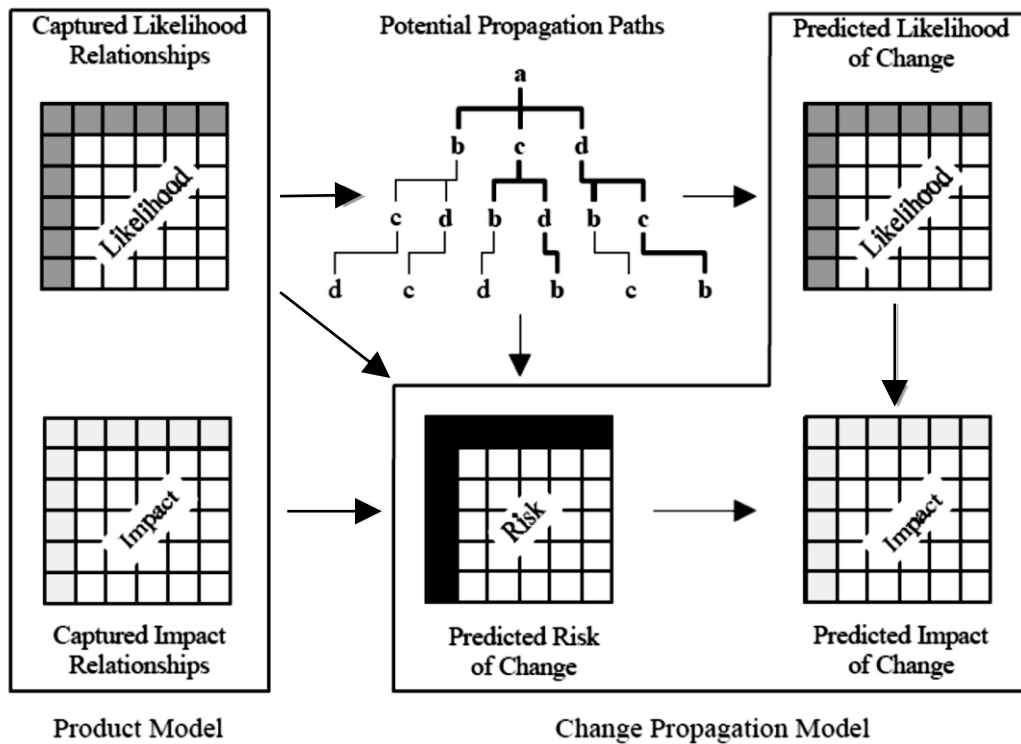 Captured Likelihood
Relationships
Potential Propagation Paths
Predicted Likelihood
of Change
a
b c d
c d b d b c
d c d b c b
Likelihood
Likelihood
Impact
Risk
Impact
Captured Impact
Relationships
Predicted Risk
of Change
Predicted Impact
of Change
Product Model
Change Propagation Model